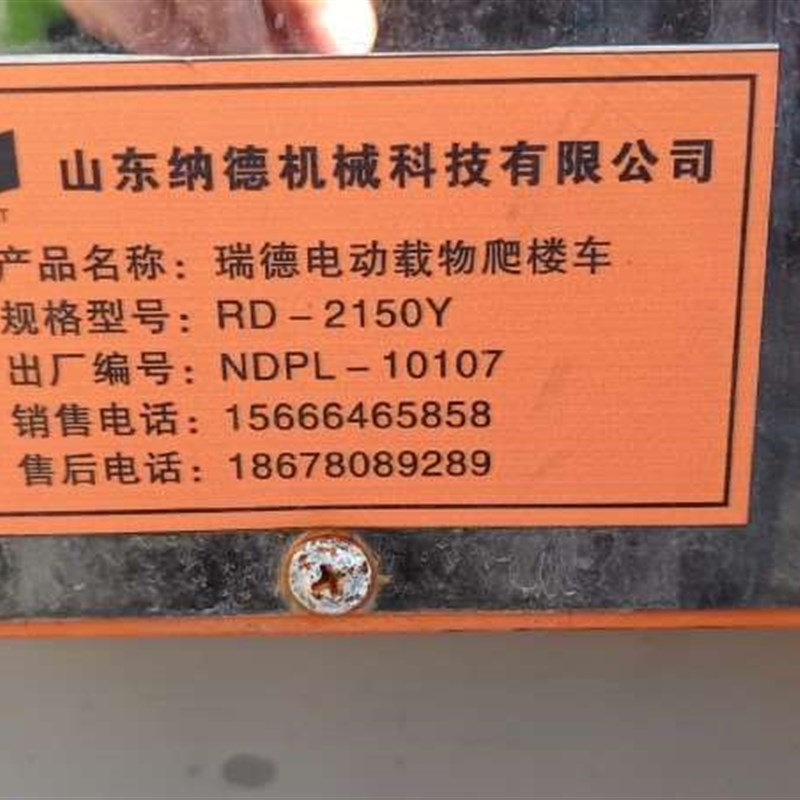 山东纳德机械科技有限公司
T
产品名称：瑞德电动载物爬楼车
规格型号：RD-2150Y
出厂编号：NDPL-10107
销售电话：15666465858
售后电话：18678089289